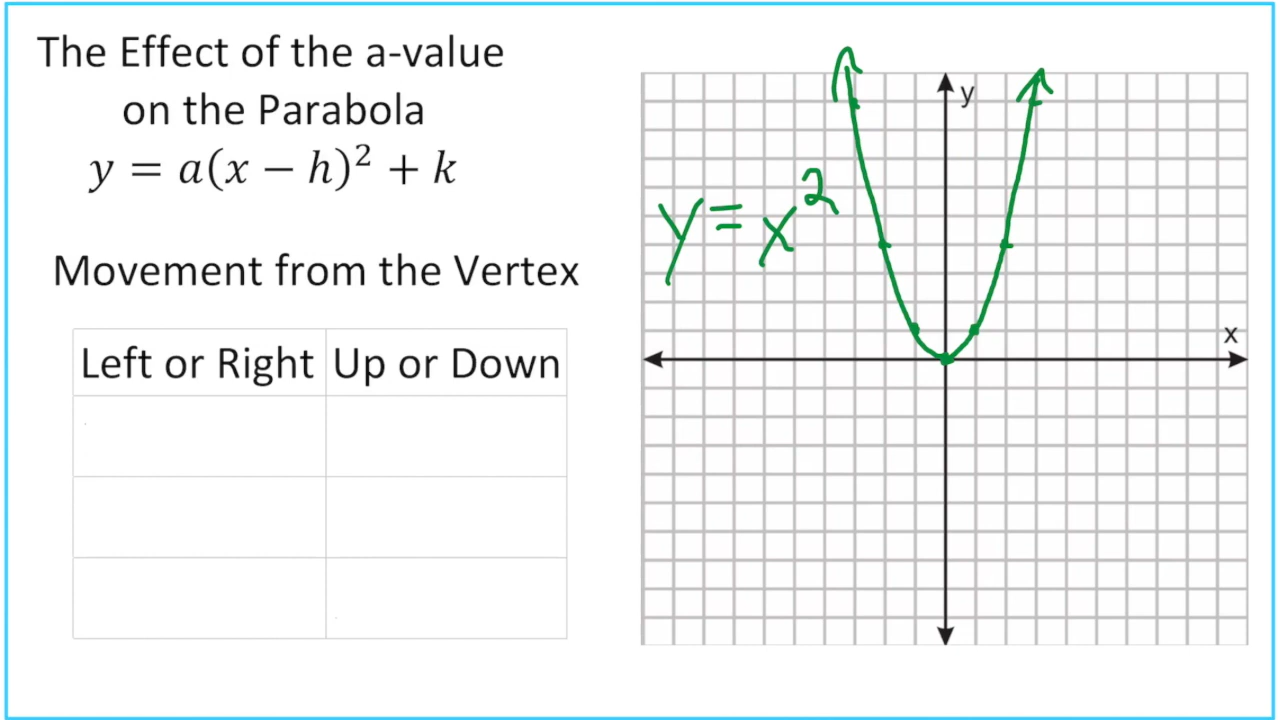 The Effect of the a-value
on the Parabola
y = a(x − h)² + k
Movement from the Vertex
Left or Right Up or Down
y = x²
y
x